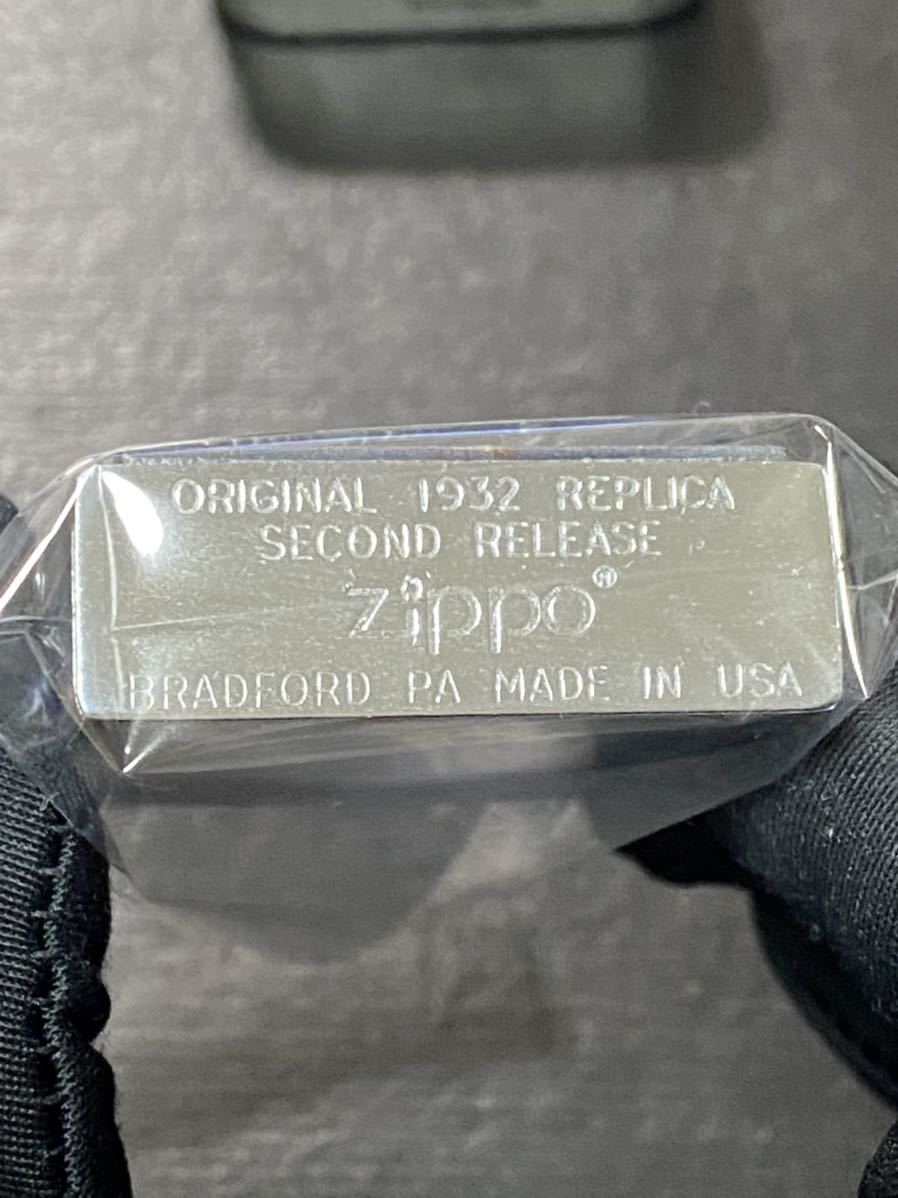 ORIGINAL 1932 REPLICA
SECOND RELEASE
Zippo®
BRADFORD PA MADE IN USA